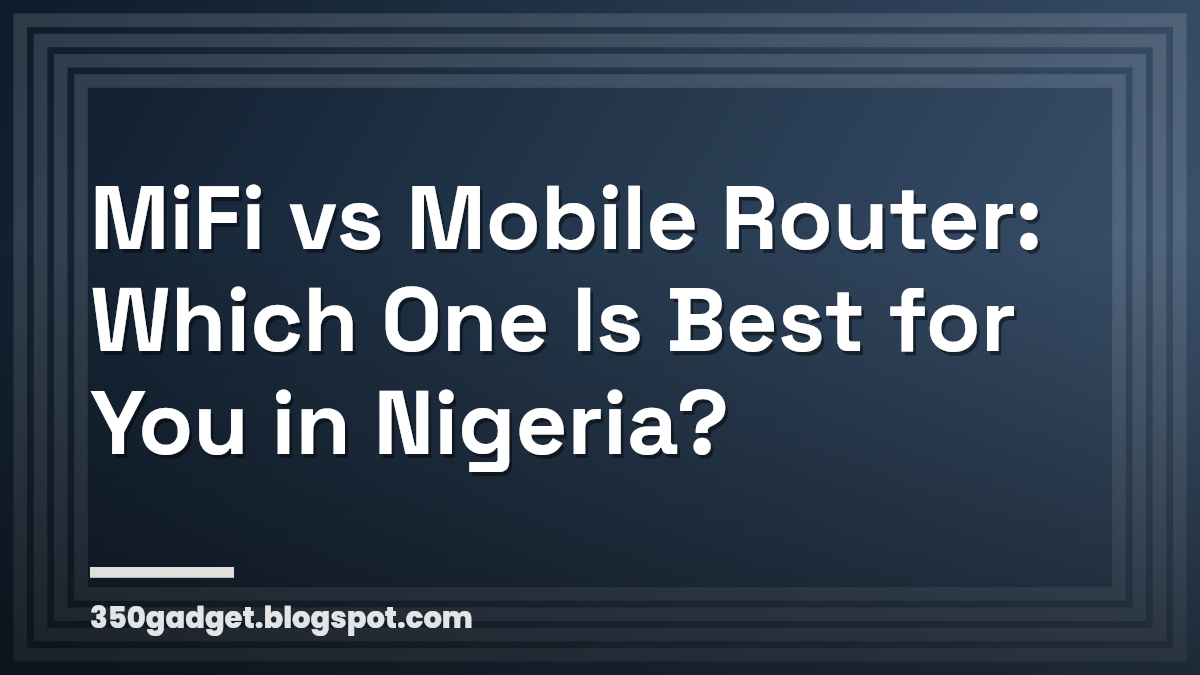 MiFi vs Mobile Router:
Which One Is Best for
You in Nigeria?
350gadget.blogspot.com